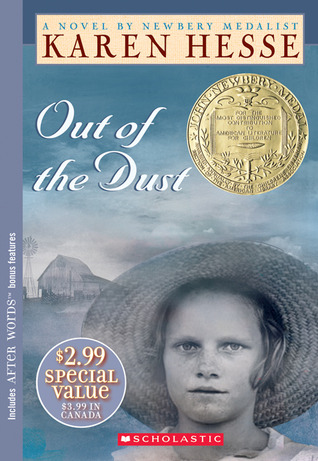 A NOVEL BY NEWBERY MEDALIST
KAREN HESSE
Out of
the Dust
JOHN NEWBERY MEDAL
FOR THE
MOST DISTINGUISHED
CONTRIBUTION
TO
AMERICAN LITERATURE
FOR CHILDREN
Includes AFTER WORDS™ bonus features
$2.99
SPECIAL
VALUE
$3.99 IN
CANADA
SCHOLASTIC